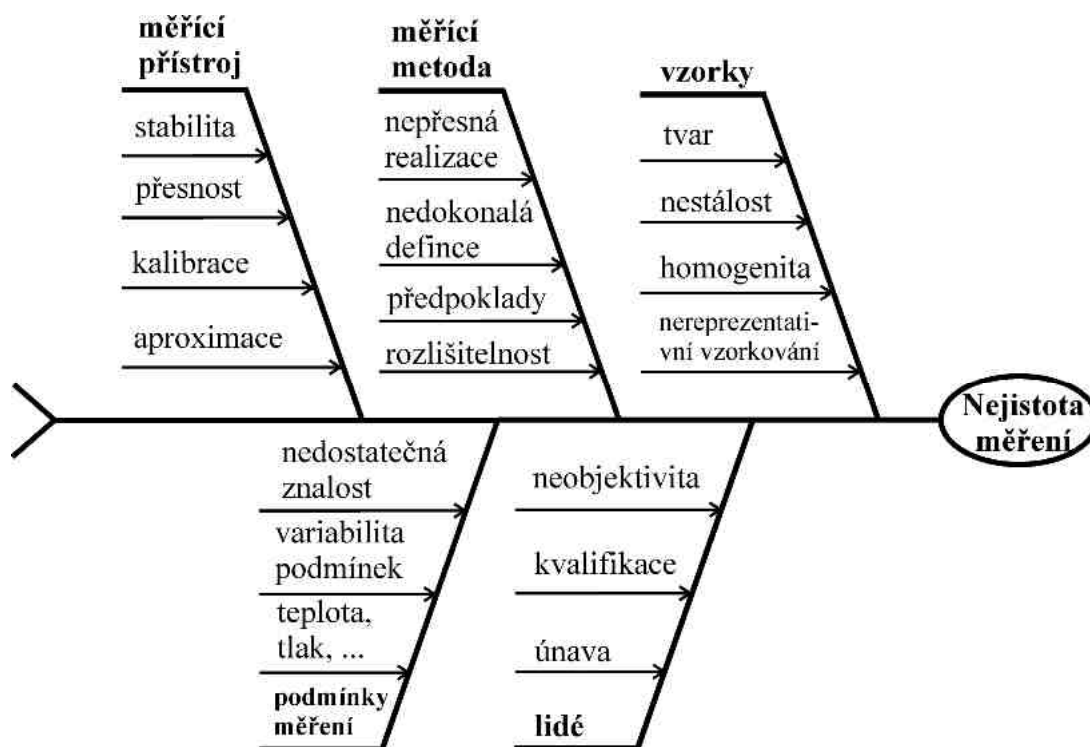 měřící
přístroj
stabilita
přesnost
kalibrace
aproximace
měřící
metoda
nepřesná
realizace
nedokonalá
defince
předpoklady
rozlišitelnost
vzorky
tvar
nestálost
homogenita
nereprezentati-
ivní vzorkování
Nejistota
měření
nedostatečná
znalost
variabilita
podmínek
teplota,
tlak, ...
podmínky
měření
neobjektivita
kvalifikace
únava
lidé